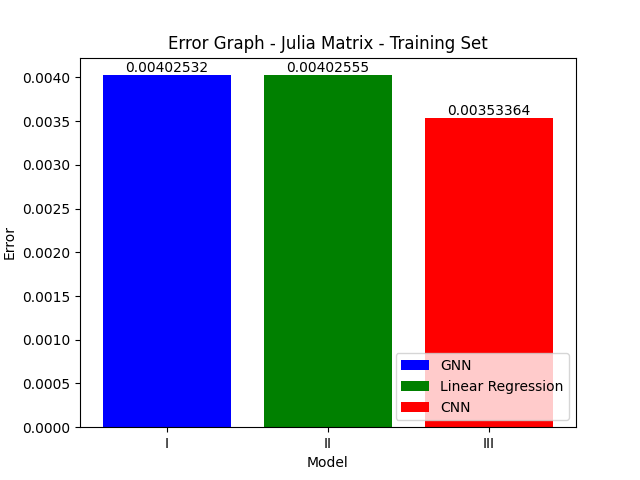 Error Graph - Julia Matrix - Training Set
0.00402532
0.00402555
0.00353364
0.0040
0.0035
0.0030
0.0025
0.0020
0.0015
0.0010
0.0005
0.0000
Error
GNN
Linear Regression
CNN
I
II
III
Model